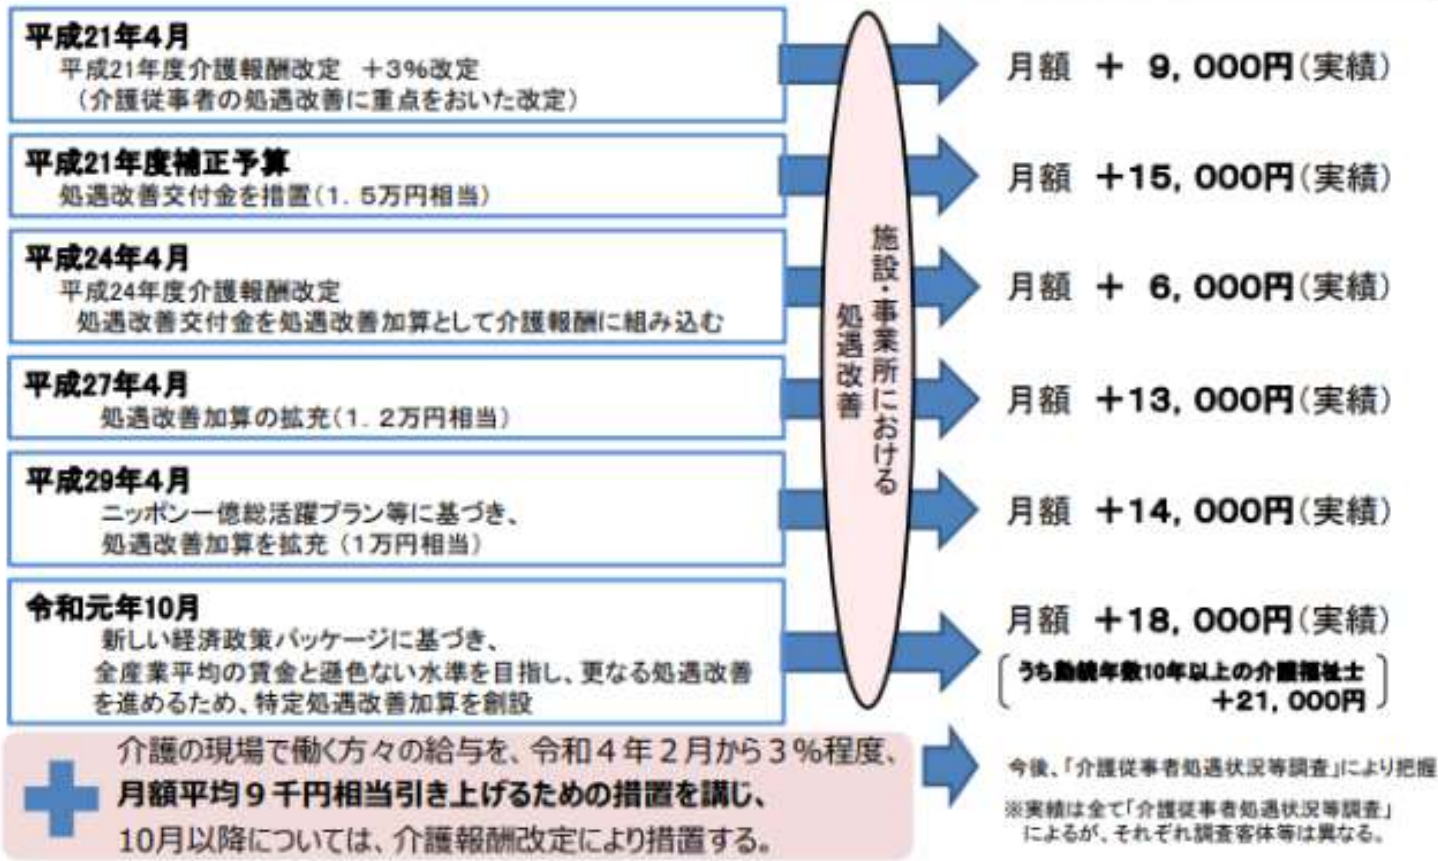 平成21年4月
平成21年度介護報酬改定 +3%改定
(介護従事者の処遇改善に重点をおいた改定)
月額 + 9,000円(実績)
平成21年度補正予算
処遇改善交付金を措置(1.5万円相当)
月額 +15,000円(実績)
平成24年4月
平成24年度介護報酬改定
処遇改善交付金を処遇改善加算として介護報酬に組み込む
月額 + 6,000円(実績)
平成27年4月
処遇改善加算の拡充(1.2万円相当)
月額 +13,000円(実績)
平成29年4月
ニッポン一億総活躍プラン等に基づき、
処遇改善加算を拡充(1万円相当)
月額 +14,000円(実績)
令和元年10月
新しい経済政策パッケージに基づき、
全産業平均の賃金と遜色ない水準を目指し、更なる処遇改善
を進めるため、特定処遇改善加算を創設
月額 +18,000円(実績)
うち勤続年数10年以上の介護福祉士
+21,000円
施設・事業所における
処遇改善
介護の現場で働く方々の給与を、令和4年2月から3%程度、
月額平均9千円相当引き上げるための措置を講じ、
10月以降については、介護報酬改定により措置する。
今後、「介護従事者処遇状況等調査」により把握
※実績は全て「介護従事者処遇状況等調査」
によるが、それぞれ調査客体等は異なる。